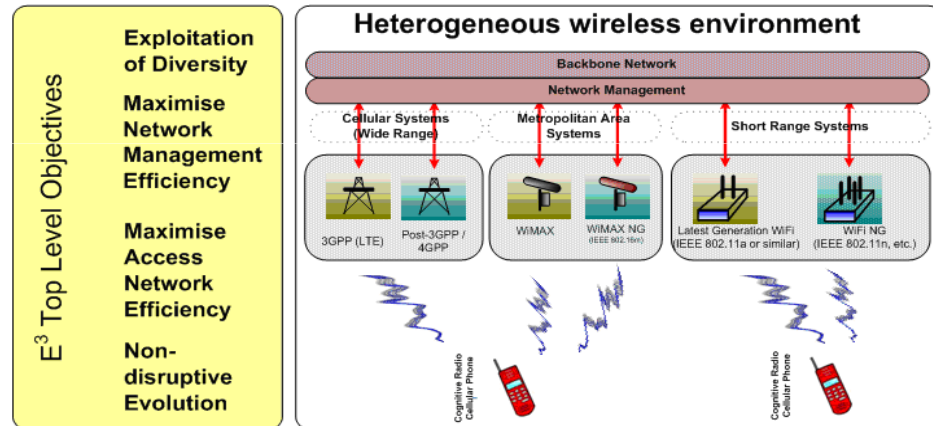 E3 Top Level Objectives
Exploitation
of Diversity
Maximise
Network
Management
Efficiency
Maximise
Access
Network
Efficiency
Non-
disruptive
Evolution
Heterogeneous wireless environment
Backbone Network
Network Management
Cellular Systems
(Wide Range)
Metropolitan Area
Systems
Short Range Systems
3GPP (LTE)
Post-3GPP /
4GPP
WiMAX
WiMAX NG
(IEEE 802.16m)
Latest Generation WiFi
(IEEE 802.11a or similar)
WiFi NG
(IEEE 802.11n, etc.)
Cognitive Radio
Cellular Phone
Cognitive Radio
Cellular Phone